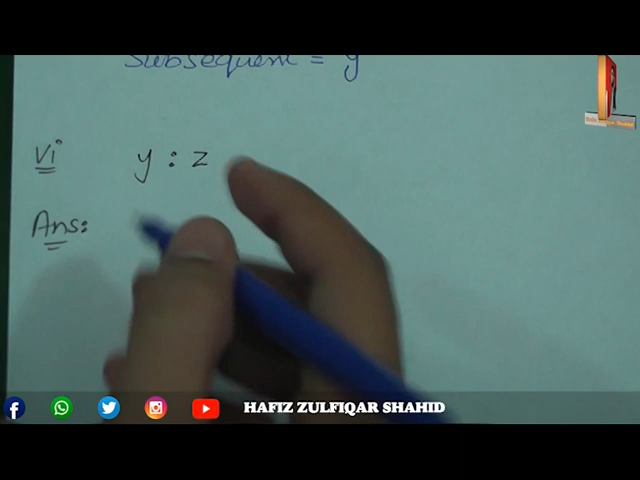 Subsequent = y
vi y : z
Ans:
HAFIZ ZULFIQAR SHAHID